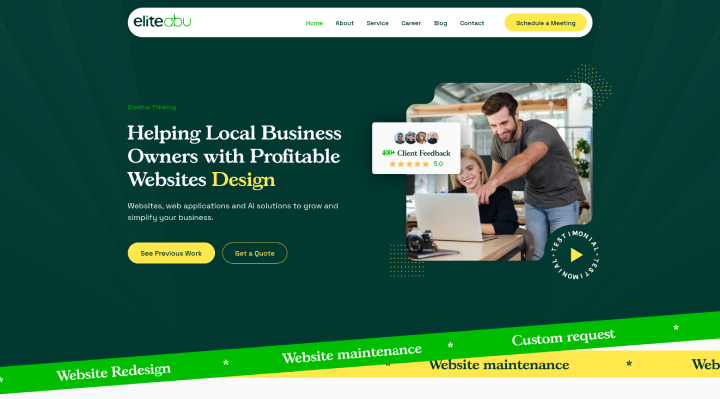 eliteabu
Home About Service Career Blog Contact Schedule a Meeting
Creative Thinking
Helping Local Business
Owners with Profitable
Websites Design
400+ Client Feedback
5.0
Websites, web applications and AI solutions to grow and
simplify your business.
See Previous Work Get a Quote
TESTIMONIAL • TESTIMONIAL •
Website Redesign * Website maintenance * Custom request *
Website maintenance * Web